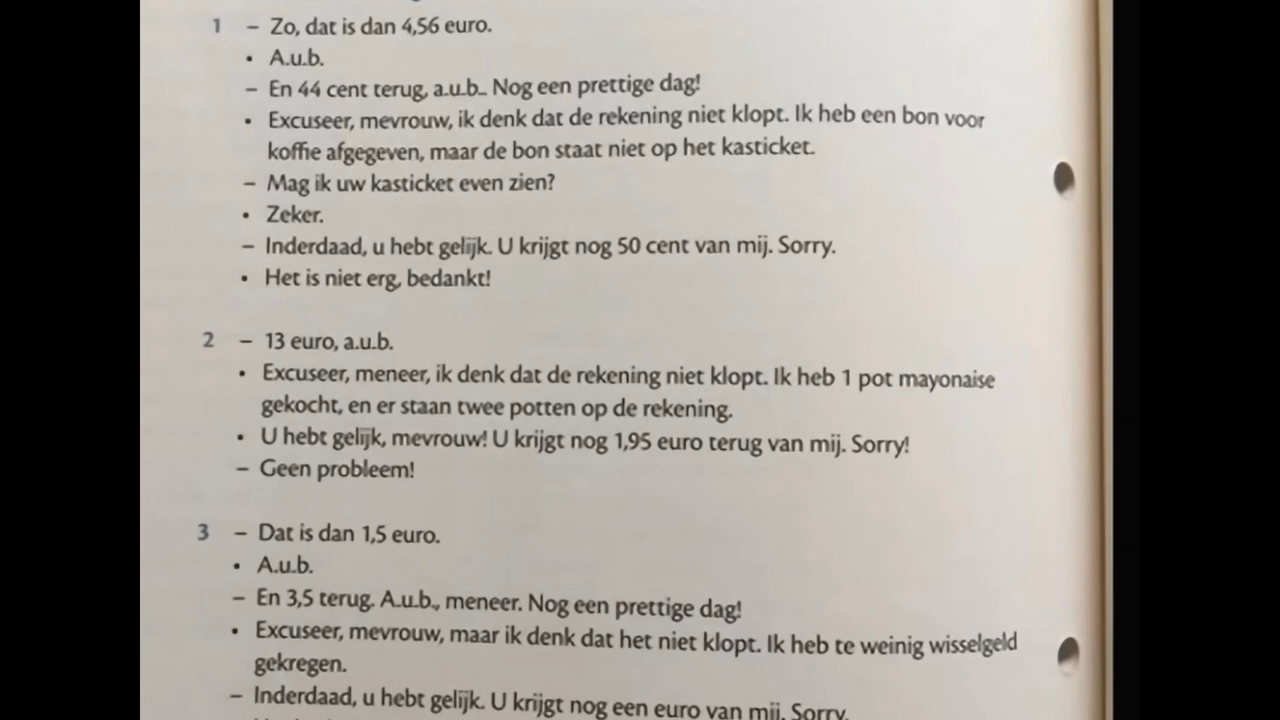 1 – Zo, dat is dan 4,56 euro.
• A.u.b.
– En 44 cent terug, a.u.b.. Nog een prettige dag!
• Excuseer, mevrouw, ik denk dat de rekening niet klopt. Ik heb een bon voor
koffie afgegeven, maar de bon staat niet op het kasticket.
– Mag ik uw kasticket even zien?
• Zeker.
– Inderdaad, u hebt gelijk. U krijgt nog 50 cent van mij. Sorry.
• Het is niet erg, bedankt!
2 – 13 euro, a.u.b.
• Excuseer, meneer, ik denk dat de rekening niet klopt. Ik heb 1 pot mayonaise
gekocht, en er staan twee potten op de rekening.
• U hebt gelijk, mevrouw! U krijgt nog 1,95 euro terug van mij. Sorry!
– Geen probleem!
3 – Dat is dan 1,5 euro.
• A.u.b.
– En 3,5 terug. A.u.b., meneer. Nog een prettige dag!
• Excuseer, mevrouw, maar ik denk dat het niet klopt. Ik heb te weinig wisselgeld
gekregen.
– Inderdaad, u hebt gelijk. U krijgt nog een euro van mij. Sorry.